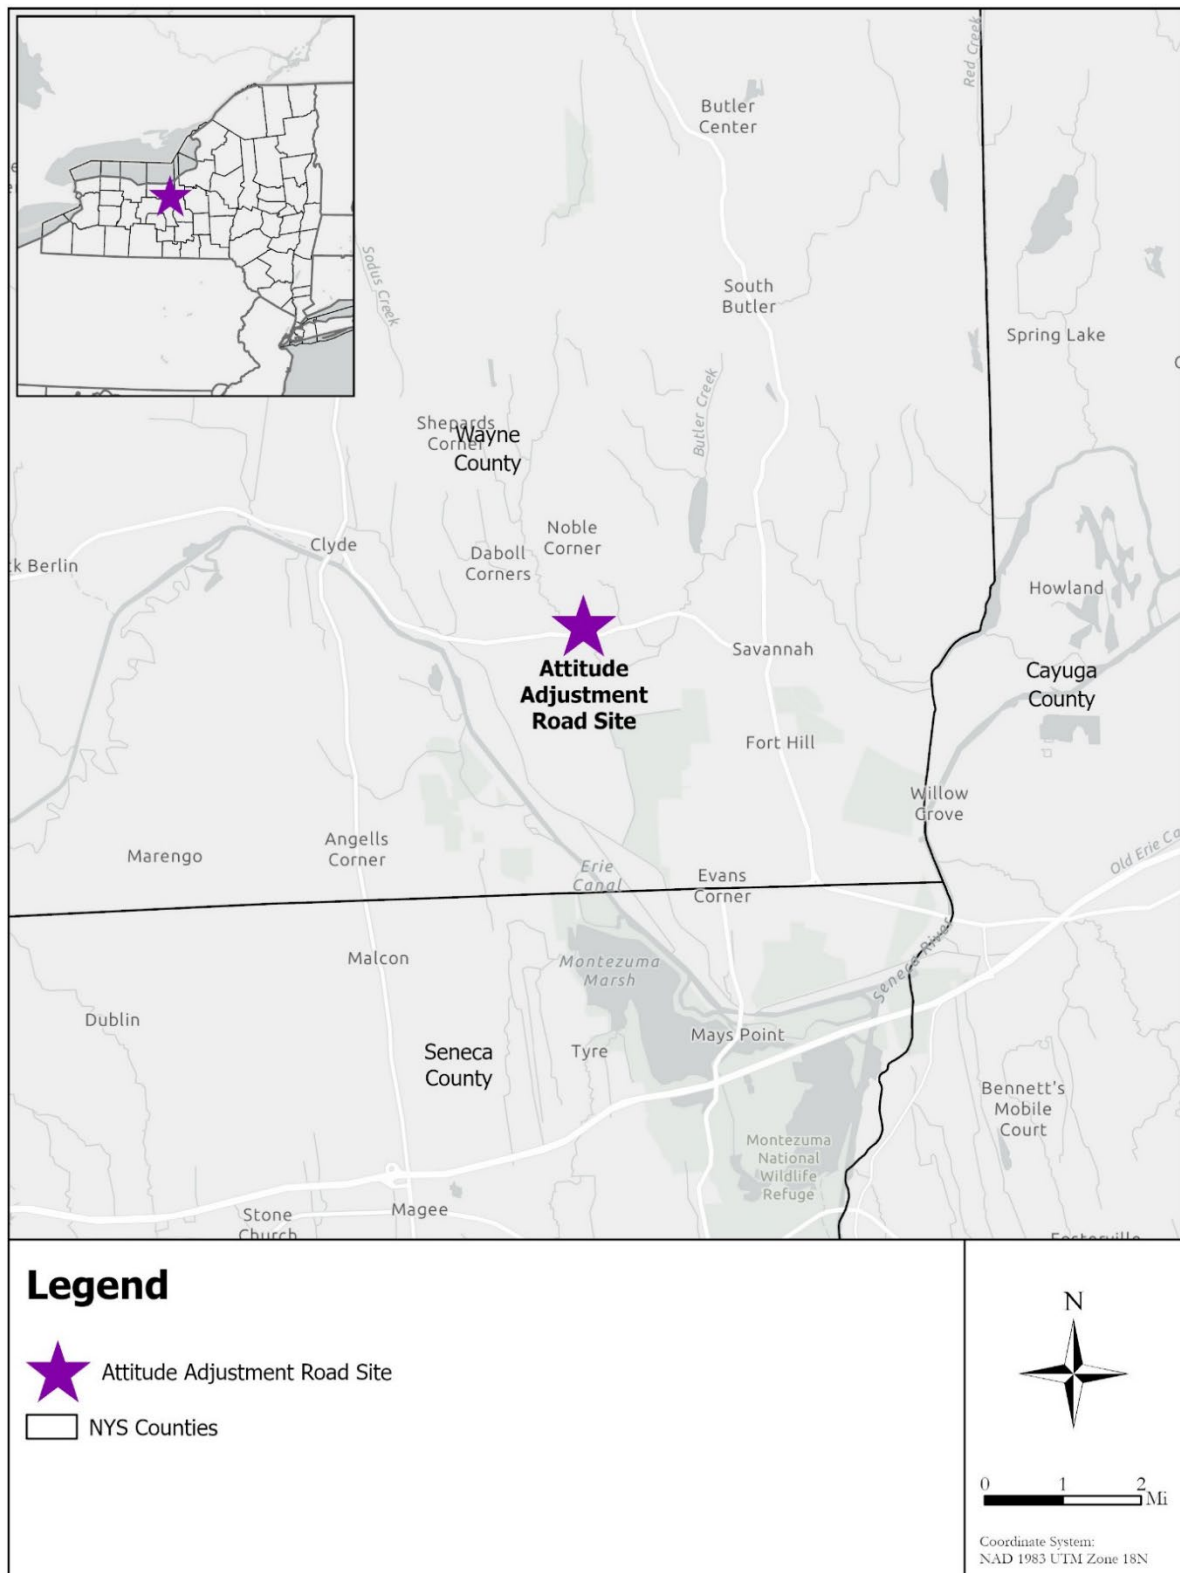 Red Creek
Butler
Center
Sodus Creek
South
Butler
Spring Lake
Butler Creek
Shepards
Corner
Wayne
County
Noble
Corner
Clyde
Daboll
Corners
k Berlin
Howland
Savannah
Attitude
Adjustment
Road Site
Cayuga
County
Fort Hill
Willow
Grove
Angells
Corner
Marengo
Erie
Canal
Evans
Corner
Old Erie Ca
Malcon
Montezuma
Marsh
Seneca River
Dublin
Mays Point
Seneca
County
Tyre
Bennett's
Mobile
Court
Montezuma
National
Wildlife
Refuge
Magee
Stone
Church
Legend
Attitude Adjustment Road Site
NYS Counties
N
0 1 2
Mi
Coordinate System:
NAD 1983 UTM Zone 18N